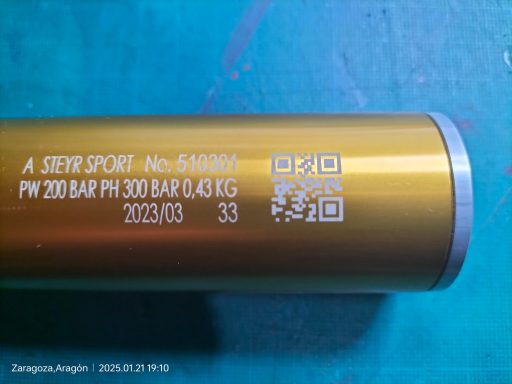 A STEYR SPORT No. 510391
PW 200 BAR PH 300 BAR 0,43 KG
2023/03 33
Zaragoza,Aragón | 2025.01.21 19:10